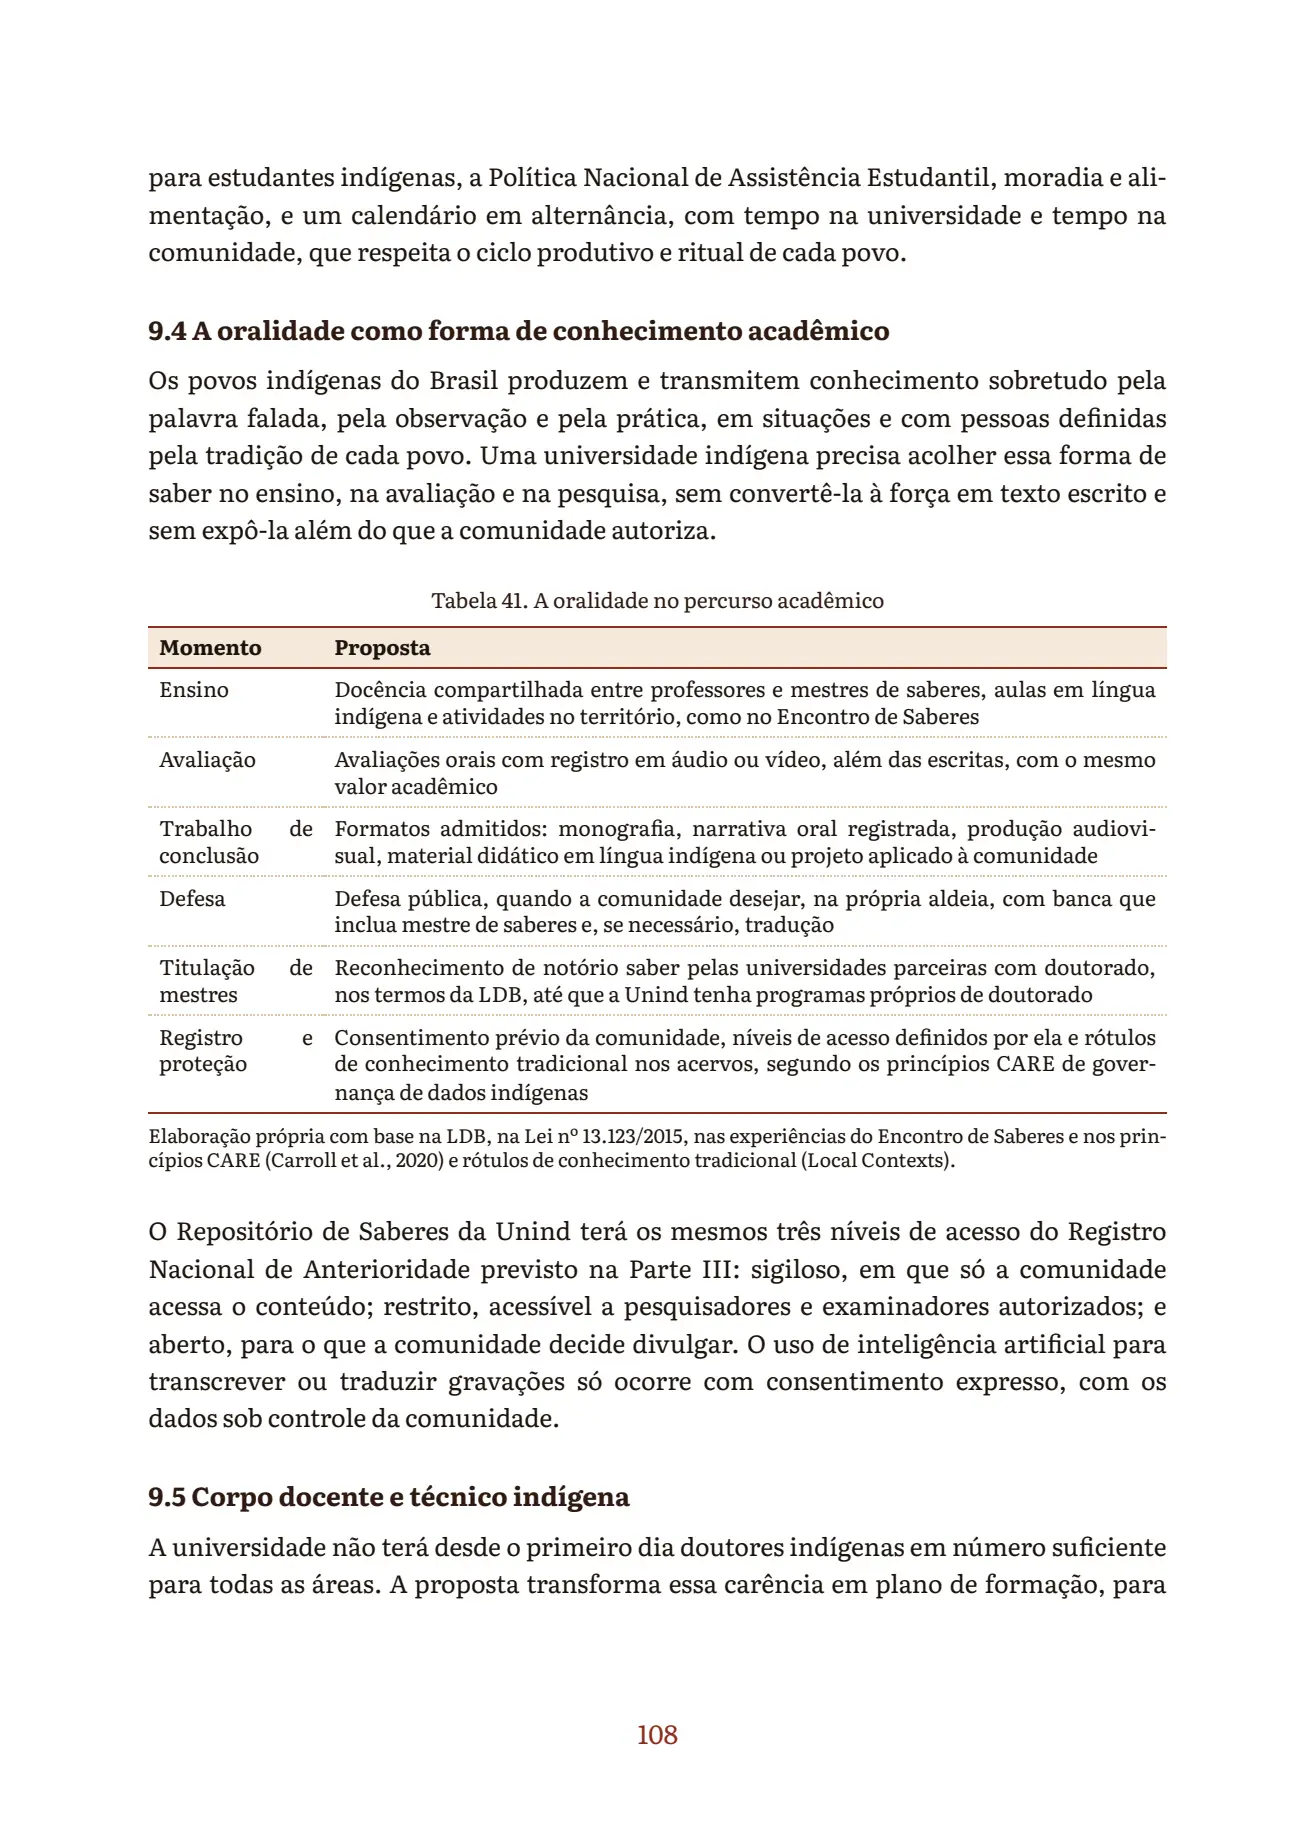 para estudantes indígenas, a Política Nacional de Assistência Estudantil, moradia e ali-
mentação, e um calendário em alternância, com tempo na universidade e tempo na
comunidade, que respeita o ciclo produtivo e ritual de cada povo.
9.4 A oralidade como forma de conhecimento acadêmico
Os povos indígenas do Brasil produzem e transmitem conhecimento sobretudo pela
palavra falada, pela observação e pela prática, em situações e com pessoas definidas
pela tradição de cada povo. Uma universidade indígena precisa acolher essa forma de
saber no ensino, na avaliação e na pesquisa, sem convertê-la à força em texto escrito e
sem expô-la além do que a comunidade autoriza.
Tabela 41. A oralidade no percurso acadêmico
Momento Proposta
Ensino Docência compartilhada entre professores e mestres de saberes, aulas em língua
indígena e atividades no território, como no Encontro de Saberes
Avaliação Avaliações orais com registro em áudio ou vídeo, além das escritas, com o mesmo
valor acadêmico
Trabalho de Formatos admitidos: monografia, narrativa oral registrada, produção audiovi-
conclusão sual, material didático em língua indígena ou projeto aplicado à comunidade
Defesa Defesa pública, quando a comunidade desejar, na própria aldeia, com banca que
inclua mestre de saberes e, se necessário, tradução
Titulação de Reconhecimento de notório saber pelas universidades parceiras com doutorado,
mestres nos termos da LDB, até que a Unind tenha programas próprios de doutorado
Registro e Consentimento prévio da comunidade, níveis de acesso definidos por ela e rótulos
proteção de conhecimento tradicional nos acervos, segundo os princípios CARE de gover-
nança de dados indígenas
Elaboração própria com base na LDB, na Lei nº 13.123/2015, nas experiências do Encontro de Saberes e nos prin-
cípios CARE (Carroll et al., 2020) e rótulos de conhecimento tradicional (Local Contexts).
O Repositório de Saberes da Unind terá os mesmos três níveis de acesso do Registro
Nacional de Anterioridade previsto na Parte III: sigiloso, em que só a comunidade
acessa o conteúdo; restrito, acessível a pesquisadores e examinadores autorizados; e
aberto, para o que a comunidade decide divulgar. O uso de inteligência artificial para
transcrever ou traduzir gravações só ocorre com consentimento expresso, com os
dados sob controle da comunidade.
9.5 Corpo docente e técnico indígena
A universidade não terá desde o primeiro dia doutores indígenas em número suficiente
para todas as áreas. A proposta transforma essa carência em plano de formação, para
108